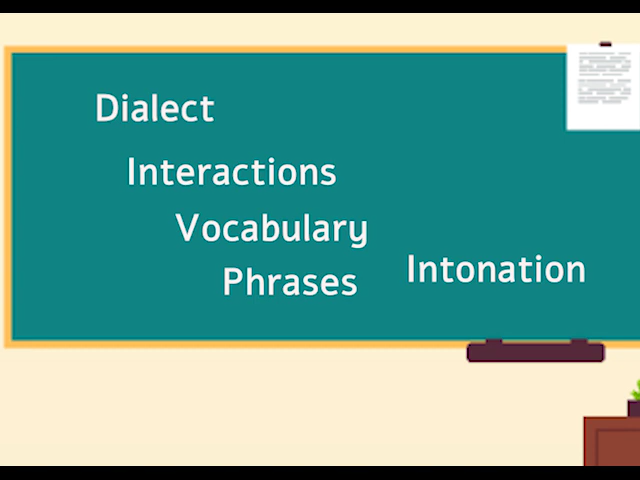 Dialect
Interactions
Vocabulary
Phrases
Intonation